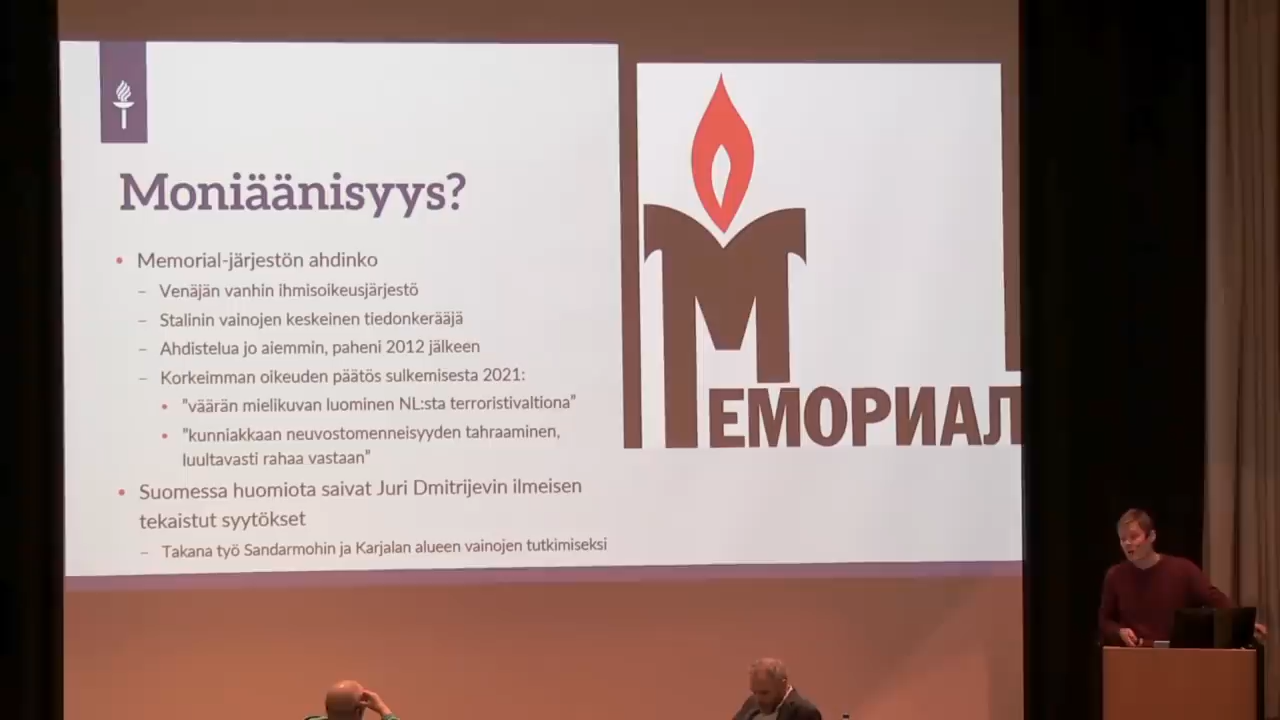 Moniäänisyys?
• Memorial-järjestön ahdinko
– Venäjän vanhin ihmisoikeusjärjestö
– Stalinin vainojen keskeinen tiedonkerääjä
– Ahdistelua jo aiemmin, paheni 2012 jälkeen
– Korkeimman oikeuden päätös sulkemisesta 2021:
• ”väärän mielikuvan luominen NL:sta terroristivaltiona”
• ”kunniakkaan neuvostomenneisyyden tahraaminen,
luultavasti rahaa vastaan”
• Suomessa huomiota saivat Juri Dmitrijevin ilmeisen
tekaistut syytökset
– Takana työ Sandarmohin ja Karjalan alueen vainojen tutkimiseksi
МЕМОРИАЛ